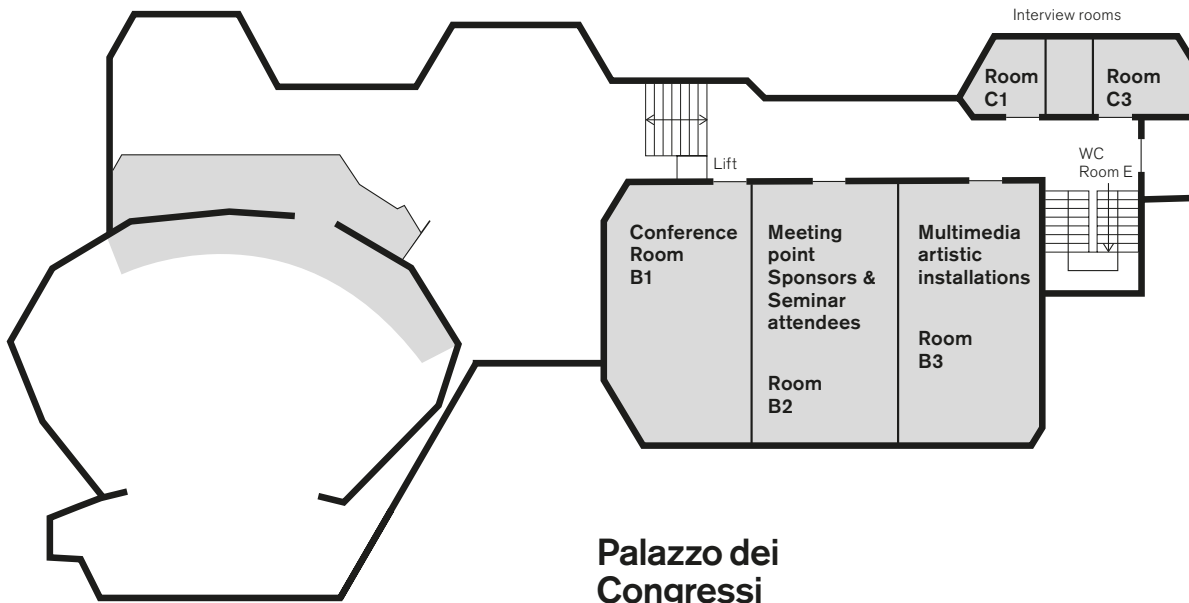 Interview rooms
Room
C1
Room
C3
WC
Room E
Lift
Conference
Room
B1
Meeting
point
Sponsors &
Seminar
attendees
Room
B2
Multimedia
artistic
installations
Room
B3
Palazzo dei
Congressi